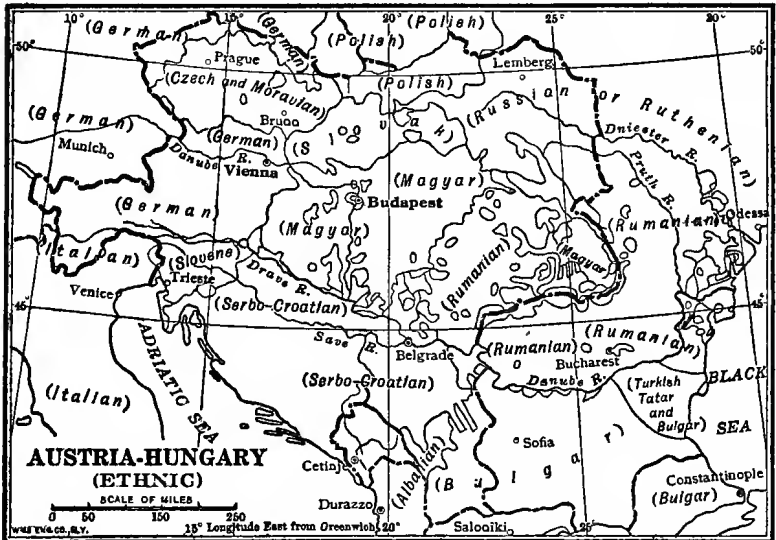 10° 15° 20° 25° 30°
(German) (German) (Polish) (Polish)
50° 50°
Prague Lemberg
(Czech and Moravian) (Polish)
(Russian or Ruthenian)
Brunn
(German) (German) (Slovak)
Dniester R.
Munich Danube R. Vienna
Pruth R.
(Magyar)
Budapest
(German) (Magyar) (Rumanian) Odessa
(Italian) (Slovene) Drave R. (Rumanian) (Magyar)
Venice Trieste
45° 45°
(Serbo-Croatian)
Save R. Belgrade (Rumanian) (Rumanian)
Bucharest
ADRIATIC SEA
(Italian) (Serbo-Croatian) Danube R. BLACK SEA
(Turkish
Tatar
and
Bulgar)
Sofia
(Albanian) (Bulgar)
AUSTRIA-HUNGARY
(ETHNIC)
SCALE OF MILES
0 50 150 250
Cetinje
Constantinople
(Bulgar)
Durazzo
Saloniki
15° Longitude East from Greenwich 20° 25°